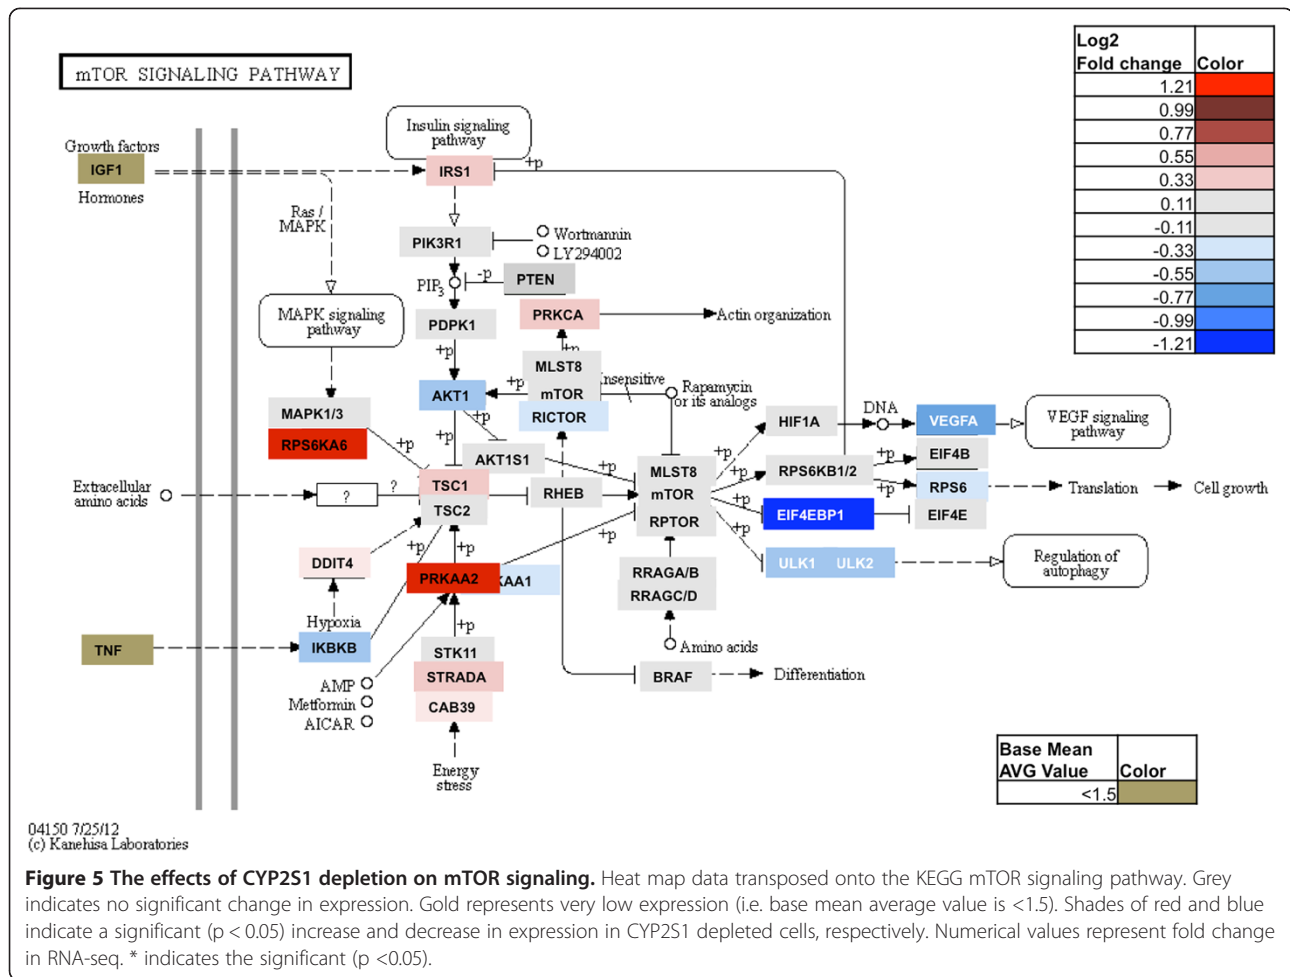 mTOR SIGNALING PATHWAY
Log2
Fold change Color
1.21
0.99
0.77
0.55
0.33
0.11
-0.11
-0.33
-0.55
-0.77
-0.99
-1.21
Insulin signaling
pathway
Growth factors
IGF1
Hormones
IRS1
+p
Ras /
MAPK
PIK3R1
Wortmannin
LY294002
PIP3
-p
PTEN
MAPK signaling
pathway
PDPK1
PRKCA
Actin organization
+p
+p
MLST8
mTOR
RICTOR
Insensitive
Rapamycin
or its analogs
AKT1
+p
MAPK1/3
RPS6KA6
+p
+p
+p
AKT1S1
+p
HIF1A
DNA
VEGFA
VEGF signaling
pathway
+p
Extracellular
amino acids
?
?
TSC1
TSC2
RHEB
MLST8
mTOR
RPTOR
+p
RPS6KB1/2
+p
+p
EIF4B
RPS6
Translation
Cell growth
+p
EIF4EBP1
EIF4E
+p
ULK1 ULK2
Regulation of
autophagy
+p
+p
+p
DDIT4
PRKAA2
KAA1
RRAGA/B
RRAGC/D
Hypoxia
TNF
IKBKB
+p
STK11
STRADA
CAB39
Amino acids
BRAF
Differentiation
AMP
Metformin
AICAR
Energy
stress
Base Mean
AVG Value Color
<1.5
04150 7/25/12
(c) Kanehisa Laboratories
Figure 5 The effects of CYP2S1 depletion on mTOR signaling. Heat map data transposed onto the KEGG mTOR signaling pathway. Grey
indicates no significant change in expression. Gold represents very low expression (i.e. base mean average value is <1.5). Shades of red and blue
indicate a significant (p < 0.05) increase and decrease in expression in CYP2S1 depleted cells, respectively. Numerical values represent fold change
in RNA-seq. * indicates the significant (p <0.05).